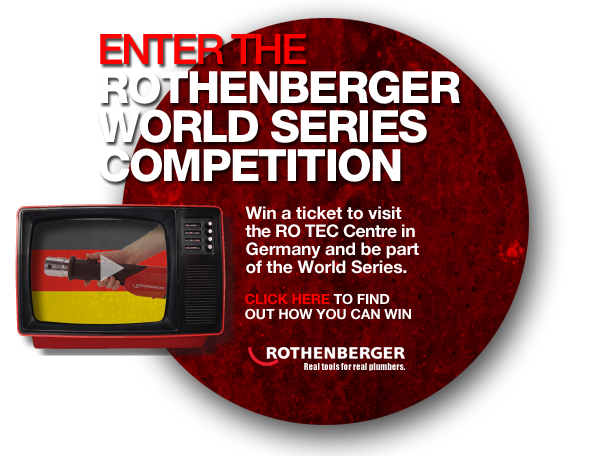 ENTER THE
ROTHENBERGER
WORLD SERIES
COMPETITION
Win a ticket to visit
the RO TEC Centre in
Germany and be part
of the World Series.
CLICK HERE TO FIND
OUT HOW YOU CAN WIN
ROTHENBERGER
Real tools for real plumbers.
ROTHENBERGER